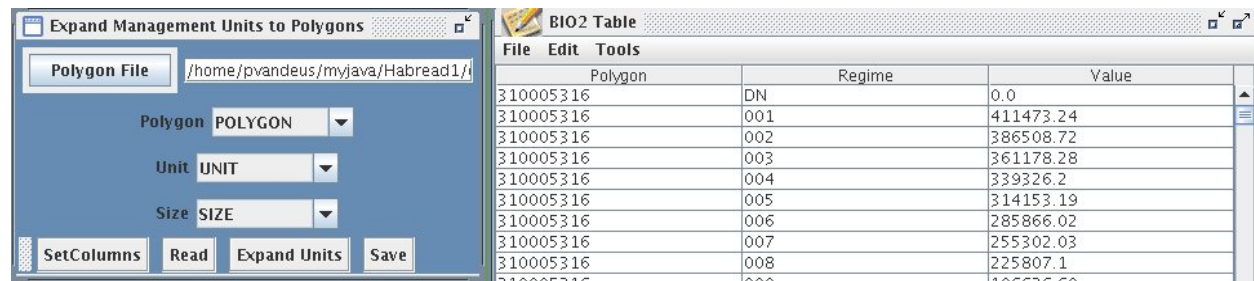 Expand Management Units to Polygons
Polygon File /home/pvandeus/myjava/Habread1/
Polygon POLYGON
Unit UNIT
Size SIZE
SetColumns Read Expand Units Save
BIO2 Table
File Edit Tools
Polygon Regime Value
310005316 DN 0.0
310005316 001 411473.24
310005316 002 386508.72
310005316 003 361178.28
310005316 004 339326.2
310005316 005 314153.19
310005316 006 285866.02
310005316 007 255302.03
310005316 008 225807.1